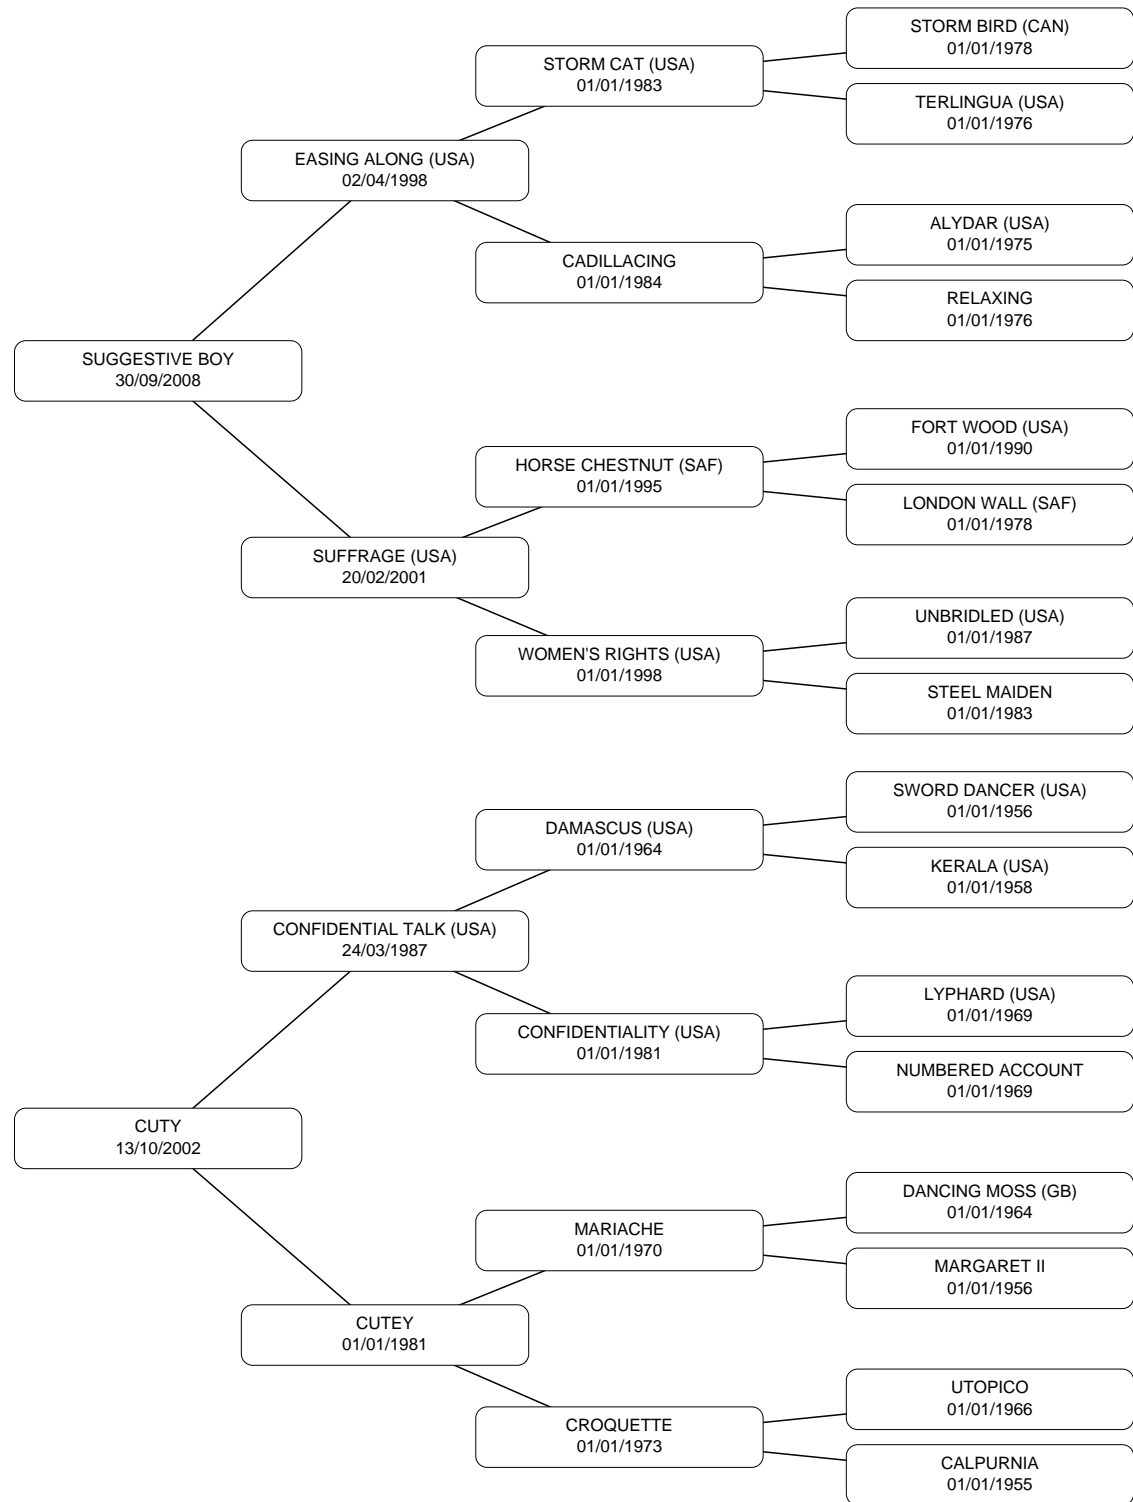 STORM BIRD (CAN)
01/01/1978
STORM CAT (USA)
01/01/1983
TERLINGUA (USA)
01/01/1976
EASING ALONG (USA)
02/04/1998
ALYDAR (USA)
01/01/1975
CADILLACING
01/01/1984
RELAXING
01/01/1976
SUGGESTIVE BOY
30/09/2008
FORT WOOD (USA)
01/01/1990
HORSE CHESTNUT (SAF)
01/01/1995
LONDON WALL (SAF)
01/01/1978
SUFFRAGE (USA)
20/02/2001
UNBRIDLED (USA)
01/01/1987
WOMEN'S RIGHTS (USA)
01/01/1998
STEEL MAIDEN
01/01/1983
SWORD DANCER (USA)
01/01/1956
DAMASCUS (USA)
01/01/1964
KERALA (USA)
01/01/1958
CONFIDENTIAL TALK (USA)
24/03/1987
LYPHARD (USA)
01/01/1969
CONFIDENTIALITY (USA)
01/01/1981
NUMBERED ACCOUNT
01/01/1969
CUTY
13/10/2002
DANCING MOSS (GB)
01/01/1964
MARIACHE
01/01/1970
MARGARET II
01/01/1956
CUTEY
01/01/1981
UTOPICO
01/01/1966
CROQUETTE
01/01/1973
CALPURNIA
01/01/1955